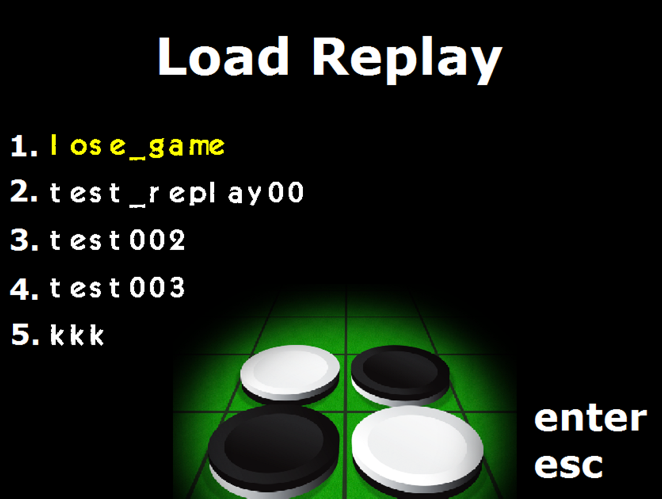 Load Replay
1. lose_game
2. test_replay00
3. test002
4. test003
5. kkk
enter
esc